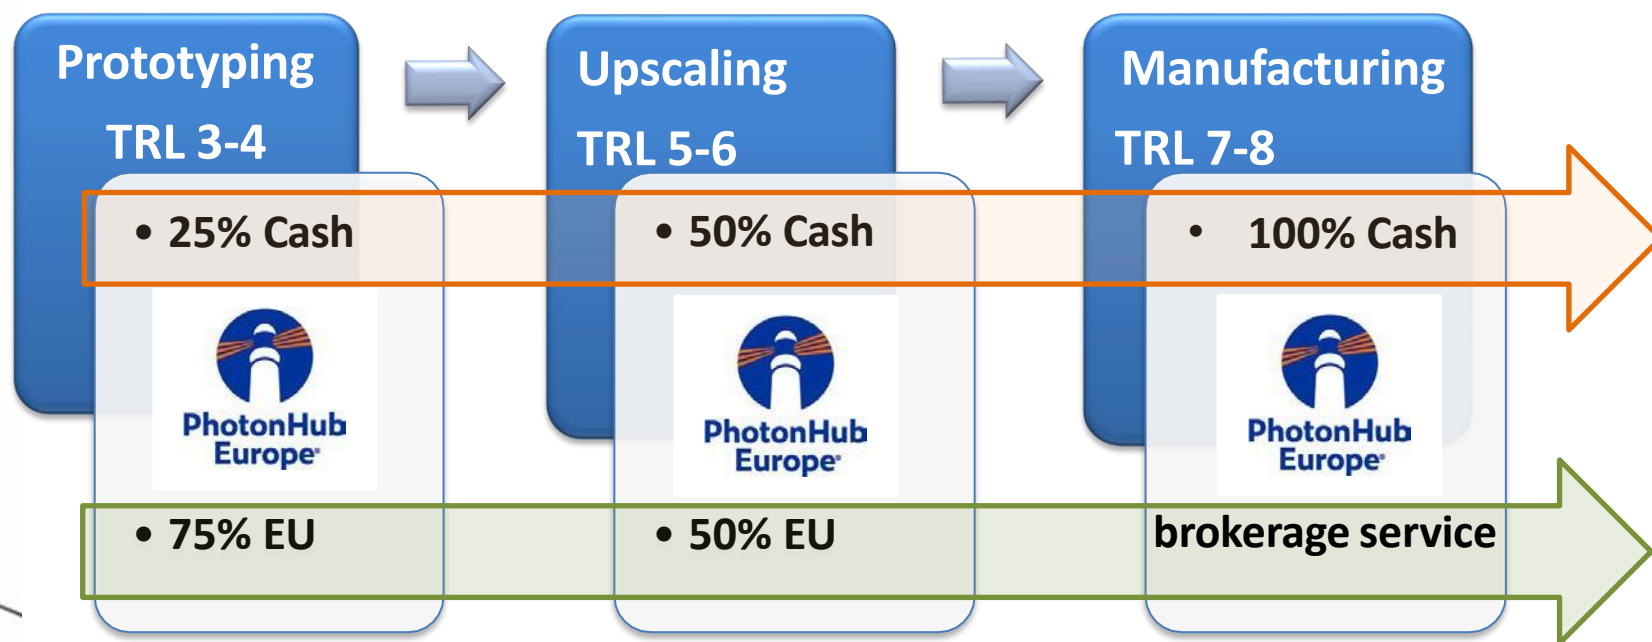 Prototyping
TRL 3-4
• 25% Cash
PhotonHub
Europe®
• 75% EU
Upscaling
TRL 5-6
• 50% Cash
PhotonHub
Europe®
• 50% EU
Manufacturing
TRL 7-8
• 100% Cash
PhotonHub
Europe®
brokerage service